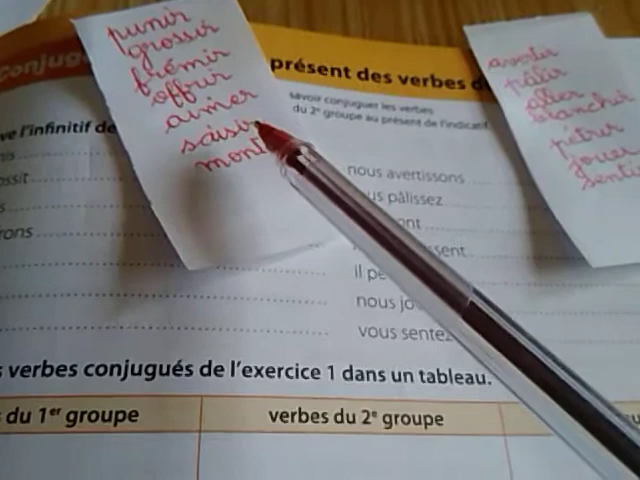 punir
grossir
frémir
offrir
aimer
saisir
mont
avertir
pâlir
aller
blanchir
pétrir
jouer
sentir
Conjug
présent des verbes d
Savoir conjuguer les verbes
du 2e groupe au présent de l'indicatif
ve l'infinitif de
nis
ossit
s
rons
nous avertissons
us pâlissez
ont
ssent
il pé
nous jo
vous sentez
s verbes conjugués de l'exercice 1 dans un tableau.
du 1er groupe
verbes du 2e groupe